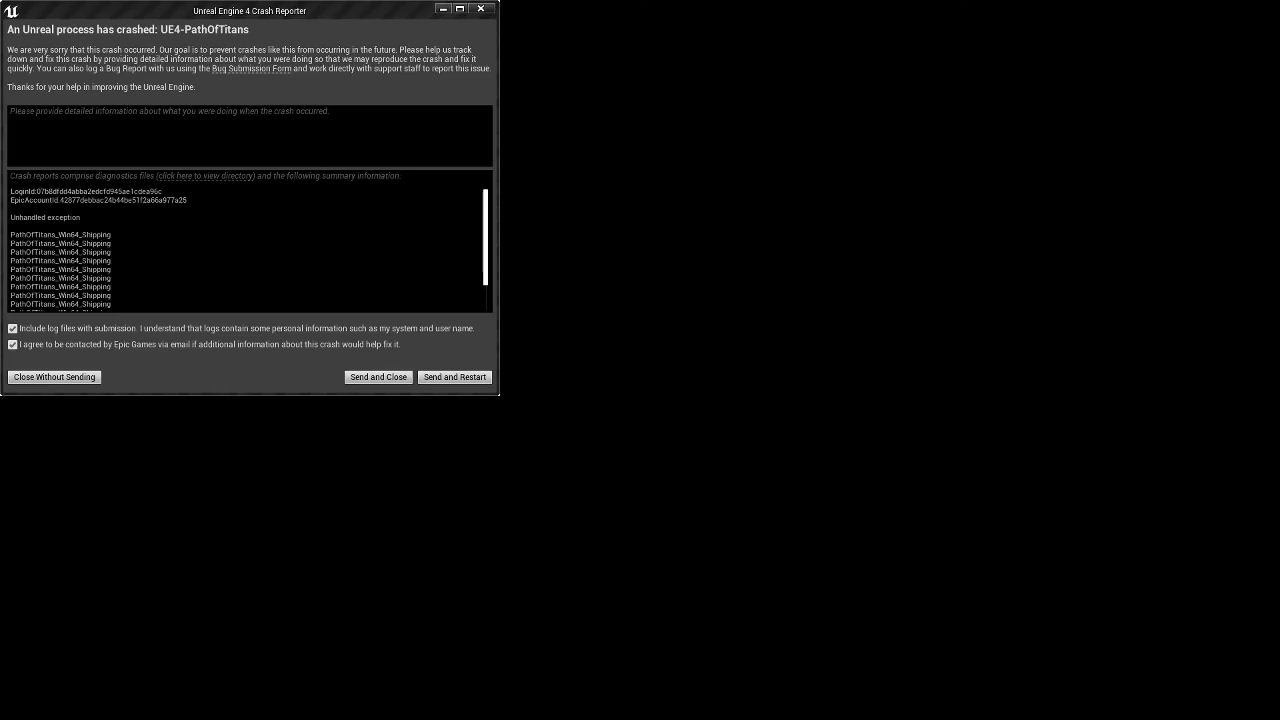 Unreal Engine 4 Crash Reporter
An Unreal process has crashed: UE4-PathOfTitans
We are very sorry that this crash occurred. Our goal is to prevent crashes like this from occurring in the future. Please help us track
down and fix this crash by providing detailed information about what you were doing so that we may reproduce the crash and fix it
quickly. You can also log a Bug Report with us using the Bug Submission Form and work directly with support staff to report this issue.
Thanks for your help in improving the Unreal Engine.
Please provide detailed information about what you were doing when the crash occurred.
Crash reports comprise diagnostics files (click here to view directory) and the following summary information:
LoginId:07b8dfdd4abba2edcfd945ae1cdea96c
EpicAccountId:42877debbac24b44be51f2a66a977a25
Unhandled exception
PathOfTitans_Win64_Shipping
PathOfTitans_Win64_Shipping
PathOfTitans_Win64_Shipping
PathOfTitans_Win64_Shipping
PathOfTitans_Win64_Shipping
PathOfTitans_Win64_Shipping
PathOfTitans_Win64_Shipping
PathOfTitans_Win64_Shipping
PathOfTitans_Win64_Shipping
Include log files with submission. I understand that logs contain some personal information such as my system and user name.
I agree to be contacted by Epic Games via email if additional information about this crash would help fix it.
Close Without Sending
Send and Close
Send and Restart